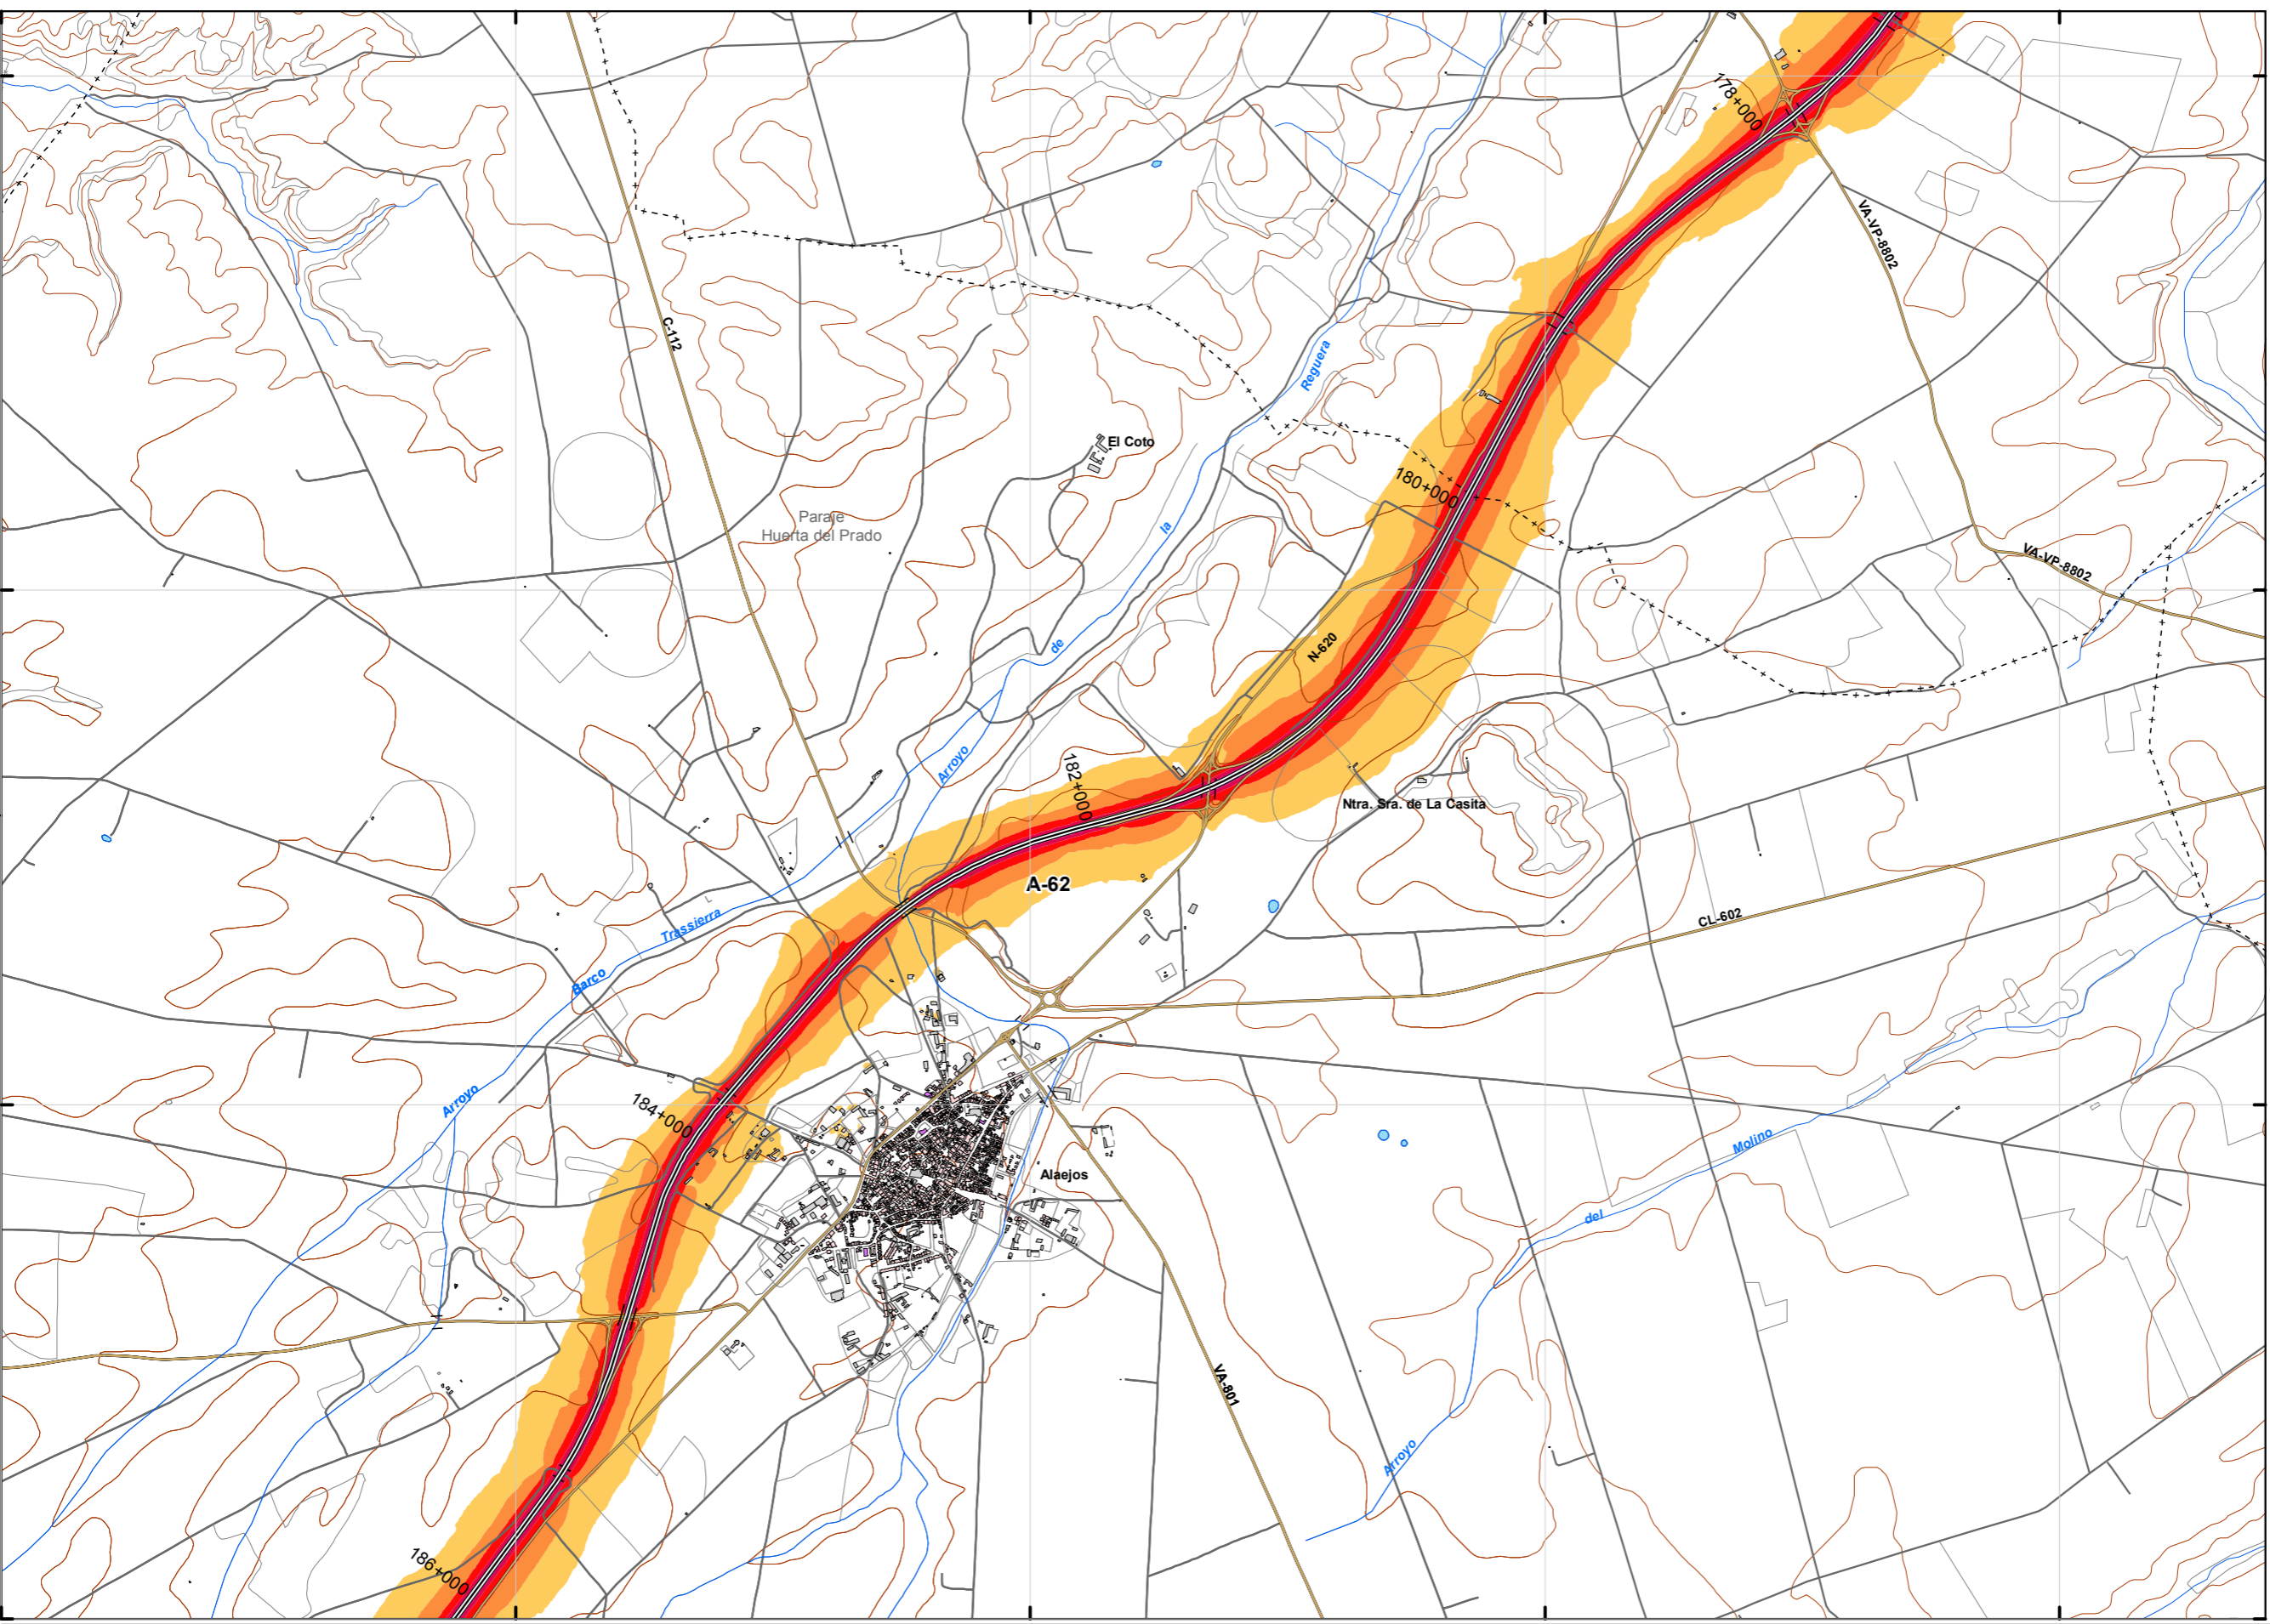 178+000
VA-VP-8802
C-112
Reguera
El Coto
180+000
Paraje
Huerta del Prado
la
VA-VP-8802
de
N-620
Arroyo
182+000
Ntra. Sra. de La Casita
A-62
CL-602
Trassierra
Barco
Arroyo
184+000
Molino
Alaejos
del
VA-801
Arroyo
186+000